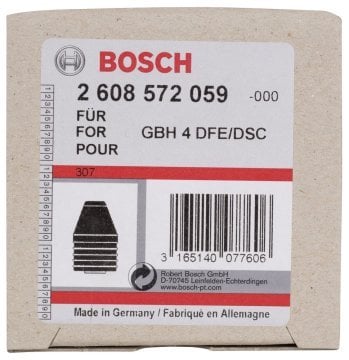 BOSCH
2 608 572 059 -000
FÜR
FOR GBH 4 DFE/DSC
POUR
307
3 165140 077606
Robert Bosch GmbH
D-70745 Leinfelden-Echterdingen
www.bosch-pt.com
Made in Germany / Fabriqué en Allemagne